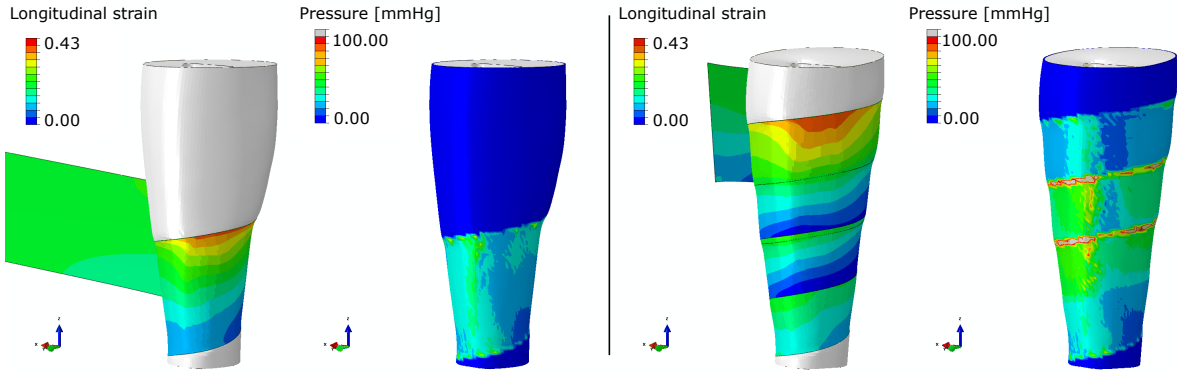 Longitudinal strain
0.43
0.00
z
x
Pressure [mmHg]
100.00
0.00
z
x
Longitudinal strain
0.43
0.00
z
x
Pressure [mmHg]
100.00
0.00
z
x